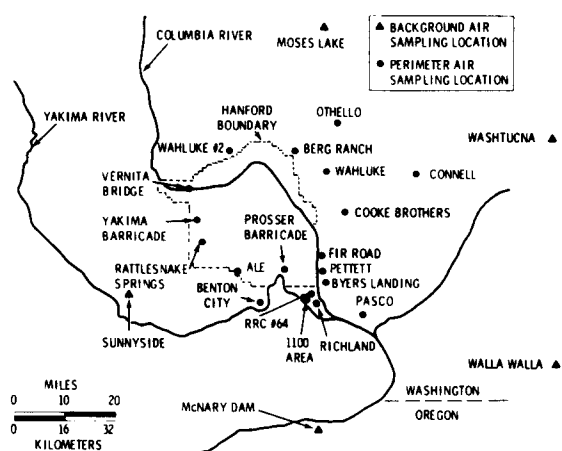 COLUMBIA RIVER
MOSES LAKE
BACKGROUND AIR
SAMPLING LOCATION
PERIMETER AIR
SAMPLING LOCATION
YAKIMA RIVER
HANFORD
BOUNDARY
OTHELLO
WASHTUCNA
WAHLUKE #2
BERG RANCH
VERNITA
BRIDGE
WAHLUKE
CONNELL
YAKIMA
BARRICADE
PROSSER
BARRICADE
COOKE BROTHERS
RATTLESNAKE
SPRINGS
ALE
FIR ROAD
PETTETT
BYERS LANDING
BENTON
CITY
PASCO
SUNNYSIDE
RRC #64
1100
AREA
RICHLAND
WALLA WALLA
MILES
0 10 20
0 16 32
KILOMETERS
McNARY DAM
WASHINGTON
OREGON